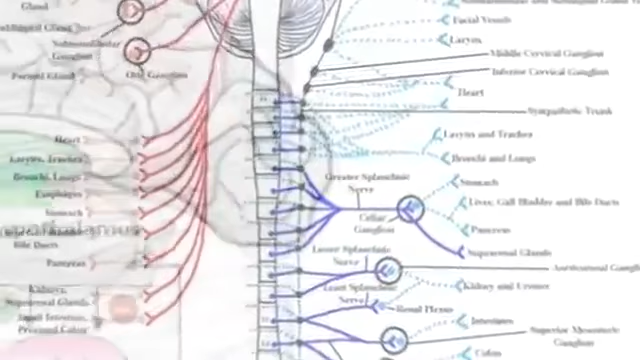 Gland
Submandibular
Ganglion
Otic Ganglion
Parotid Gland
Heart
Larynx, Trachea
Bronchi, Lungs
Esophagus
Stomach
Bile Ducts
Pancreas
Kidneys,
Suprarenal Glands
Small Intestine,
Proximal Colon
Facial Vessels
Larynx
Middle Cervical Ganglion
Inferior Cervical Ganglion
Heart
Sympathetic Trunk
Larynx and Trachea
Bronchi and Lungs
Greater Splanchnic
Nerve
Stomach
Liver, Gall Bladder and Bile Ducts
Celiac
Ganglion
Pancreas
Suprarenal Glands
Lesser Splanchnic
Nerve
Aorticorenal
Least Splanchnic
Nerve
Kidney and Ureter
Renal Plexus
Intestines
Superior Mesenteric
Ganglion
Colon